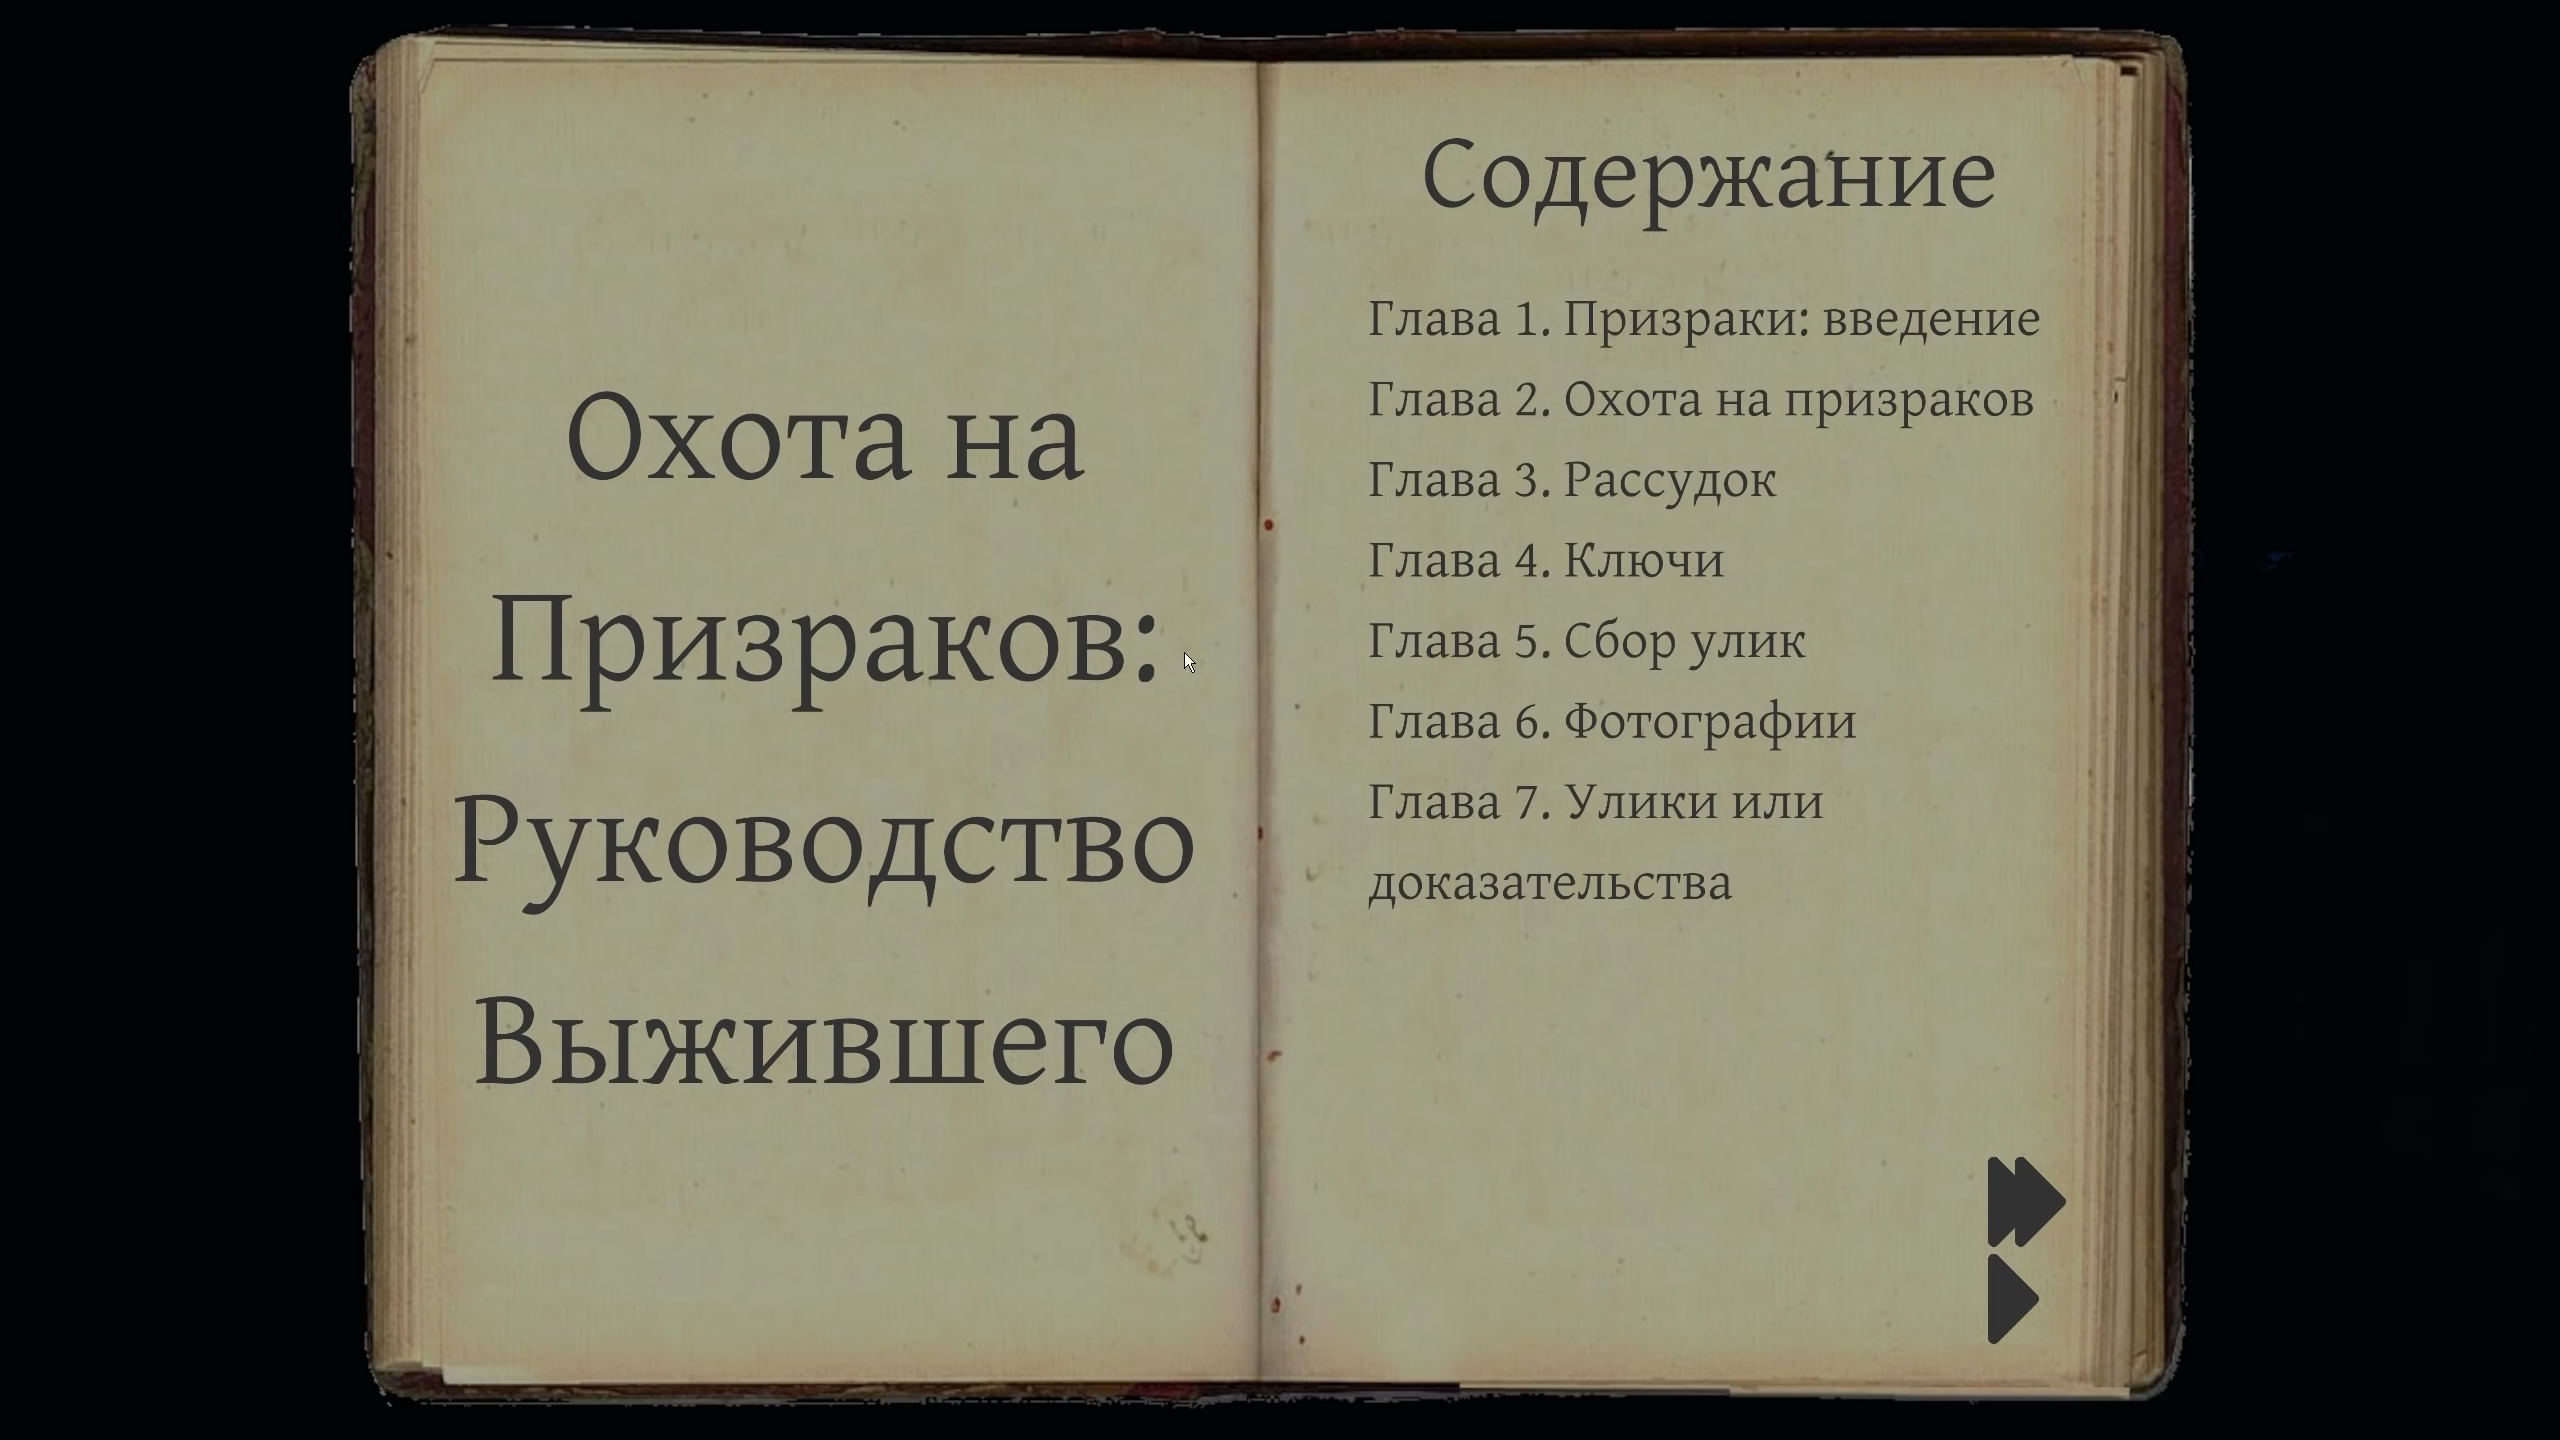 Охота на
Призраков:
Руководство
Выжившего
Содержание
Глава 1. Призраки: введение
Глава 2. Охота на призраков
Глава 3. Рассудок
Глава 4. Ключи
Глава 5. Сбор улик
Глава 6. Фотографии
Глава 7. Улики или
доказательства